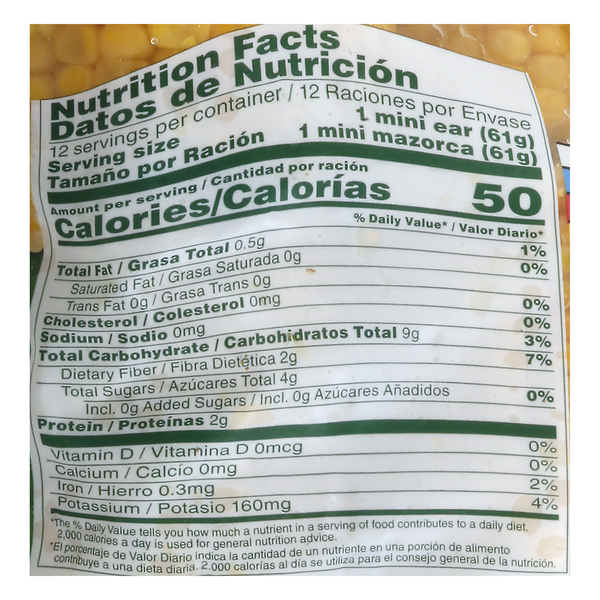 Nutrition Facts
Datos de Nutrición
12 servings per container / 12 Raciones por Envase
Serving size 1 mini ear (61g)
Tamaño por Ración 1 mini mazorca (61g)
Amount per serving / Cantidad por ración
Calories/Calorías 50
% Daily Value* / Valor Diario*
Total Fat / Grasa Total 0.5g 1%
Saturated Fat / Grasa Saturada 0g 0%
Trans Fat 0g / Grasa Trans 0g
Cholesterol / Colesterol 0mg 0%
Sodium / Sodio 0mg 0%
Total Carbohydrate / Carbohidratos Total 9g 3%
Dietary Fiber / Fibra Dietética 2g 7%
Total Sugars / Azúcares Total 4g
Incl. 0g Added Sugars / Incl. 0g Azúcares Añadidos 0%
Protein / Proteínas 2g
Vitamin D / Vitamina D 0mcg 0%
Calcium / Calcio 0mg 0%
Iron / Hierro 0.3mg 2%
Potassium / Potasio 160mg 4%
*The % Daily Value tells you how much a nutrient in a serving of food contributes to a daily diet.
2,000 calories a day is used for general nutrition advice.
*El porcentaje de Valor Diario indica la cantidad de un nutriente en una porción de alimento
contribuye a una dieta diaria. 2.000 calorías al día se utiliza para el consejo general de la nutrición.